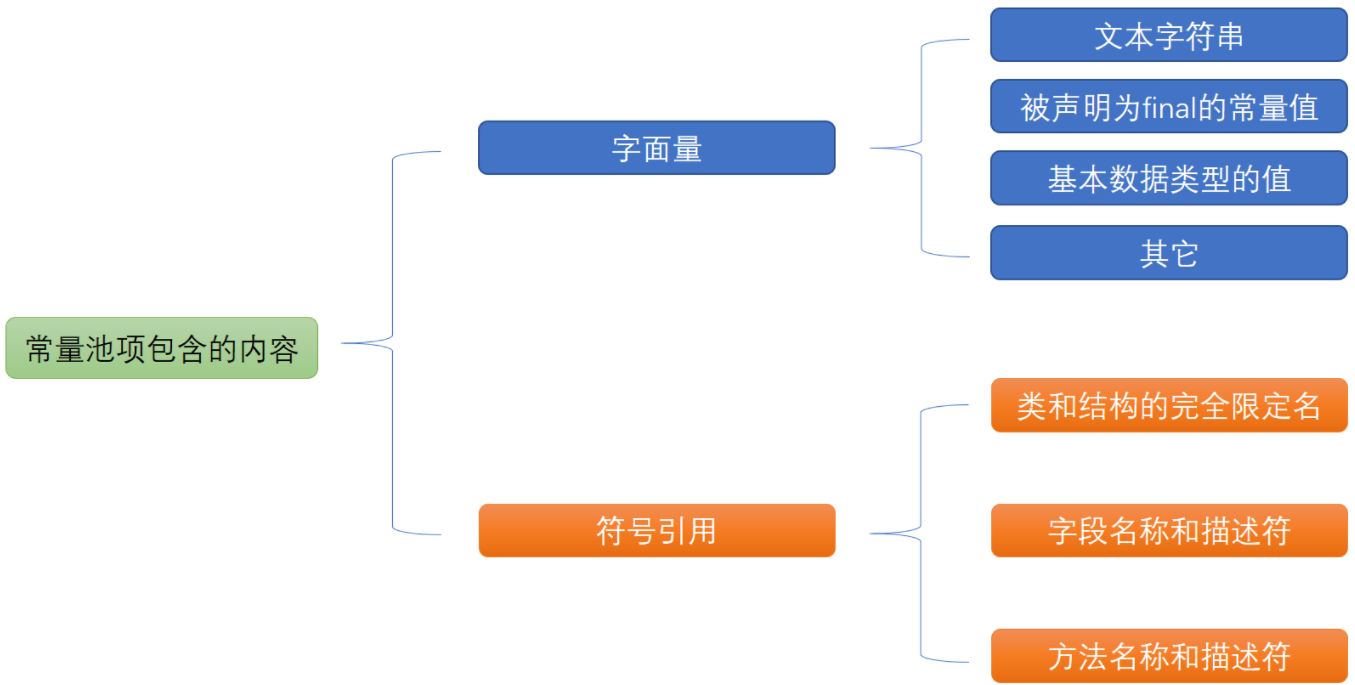 常量池项包含的内容
字面量
文本字符串
被声明为final的常量值
基本数据类型的值
其它
符号引用
类和结构的完全限定名
字段名称和描述符
方法名称和描述符